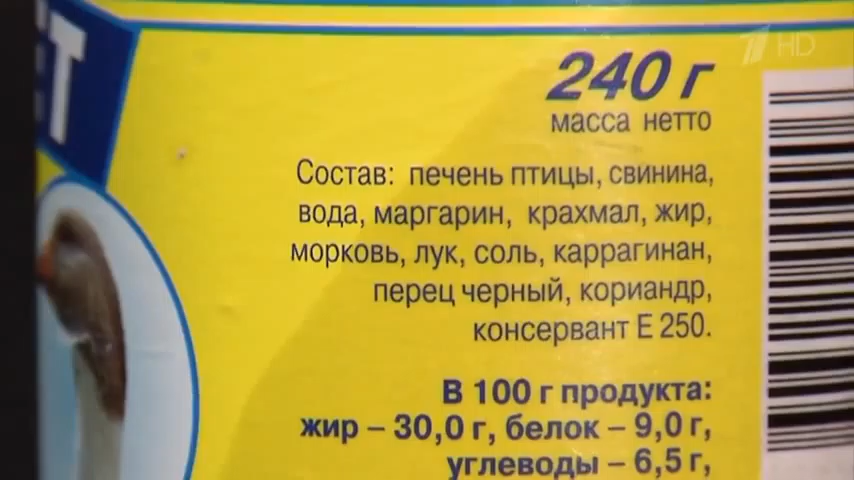 Т
HD
240 г
масса нетто
Состав: печень птицы, свинина,
вода, маргарин, крахмал, жир,
морковь, лук, соль, каррагинан,
перец черный, кориандр,
консервант Е 250.
В 100 г продукта:
жир – 30,0 г, белок – 9,0 г,
углеводы – 6,5 г,